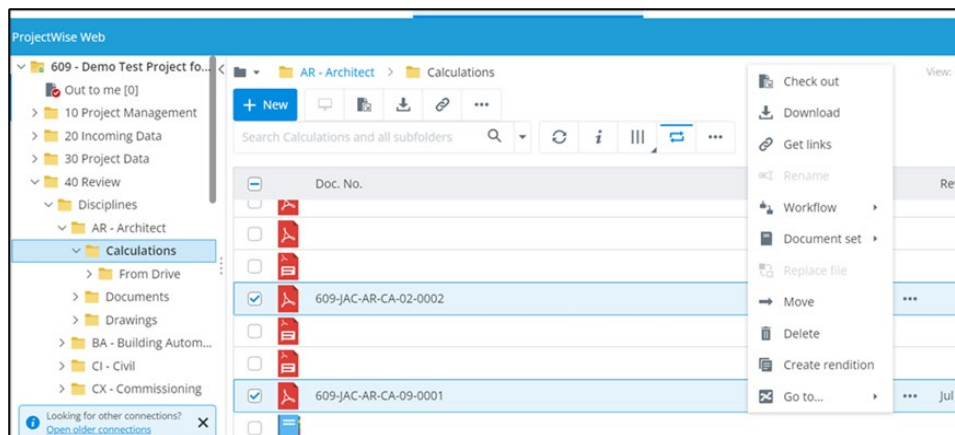 ProjectWise Web
609 - Demo Test Project fo...
Out to me [0]
10 Project Management
20 Incoming Data
30 Project Data
40 Review
Disciplines
AR - Architect
Calculations
From Drive
Documents
Drawings
BA - Building Autom...
CI - Civil
CX - Commissioning
Looking for other connections?
Open older connections
AR - Architect > Calculations
View:
+ New
Search Calculations and all subfolders
Doc. No.
Re
609-JAC-AR-CA-02-0002
609-JAC-AR-CA-09-0001
Jul
Check out
Download
Get links
Rename
Workflow
Document set
Replace file
Move
Delete
Create rendition
Go to...